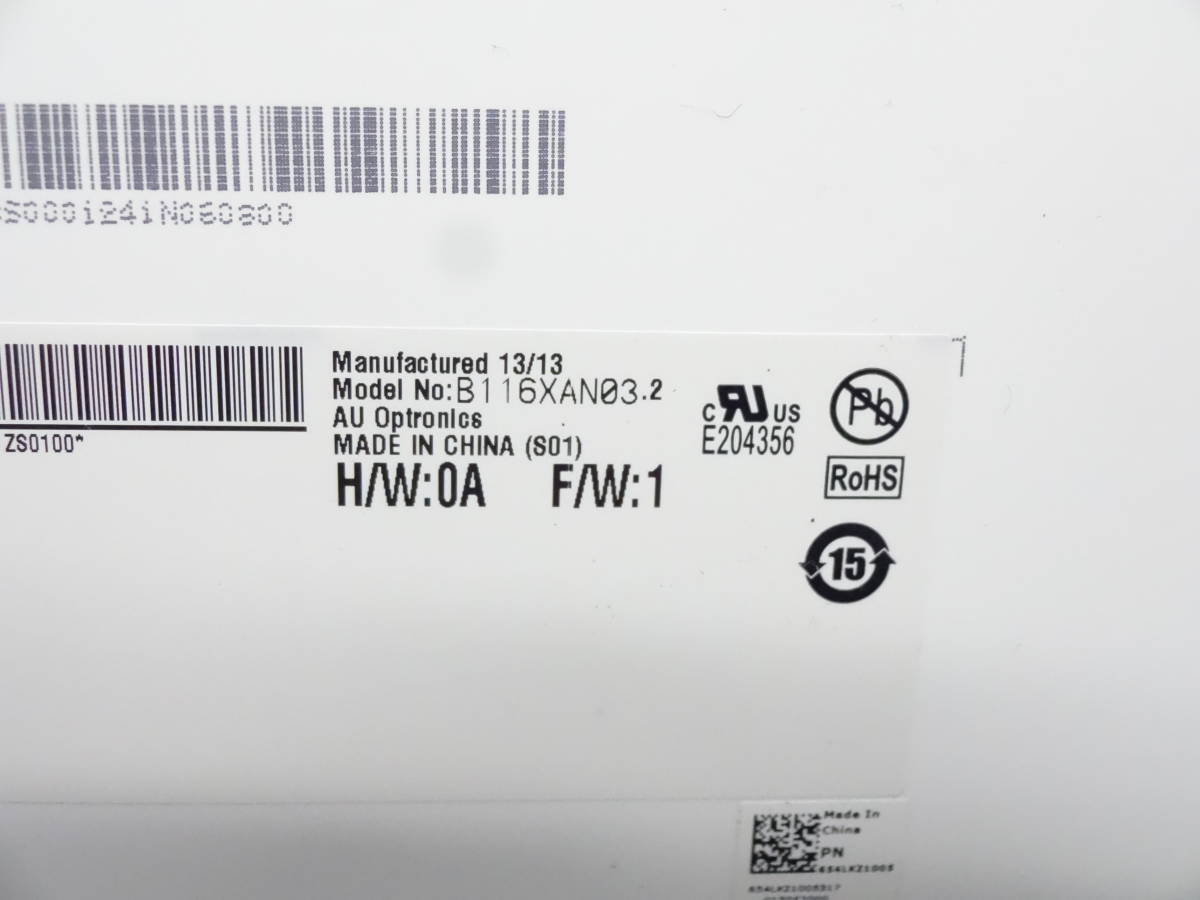 S000i24iN060800
Manufactured 13/13
Model No:B116XAN03.2
AU Optronics
MADE IN CHINA (S01)
H/W:0A F/W:1
ZS0100*
C RU US
E204356
Pb
RoHS
15
Made In
China
PN